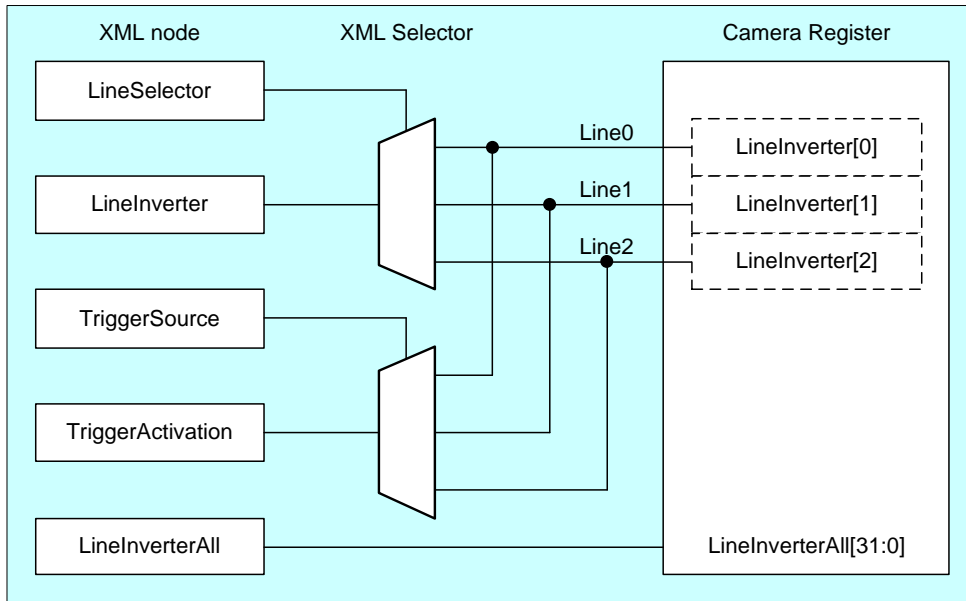 XML node
XML Selector
Camera Register
LineSelector
LineInverter
TriggerSource
TriggerActivation
LineInverterAll
Line0
Line1
Line2
LineInverter[0]
LineInverter[1]
LineInverter[2]
LineInverterAll[31:0]